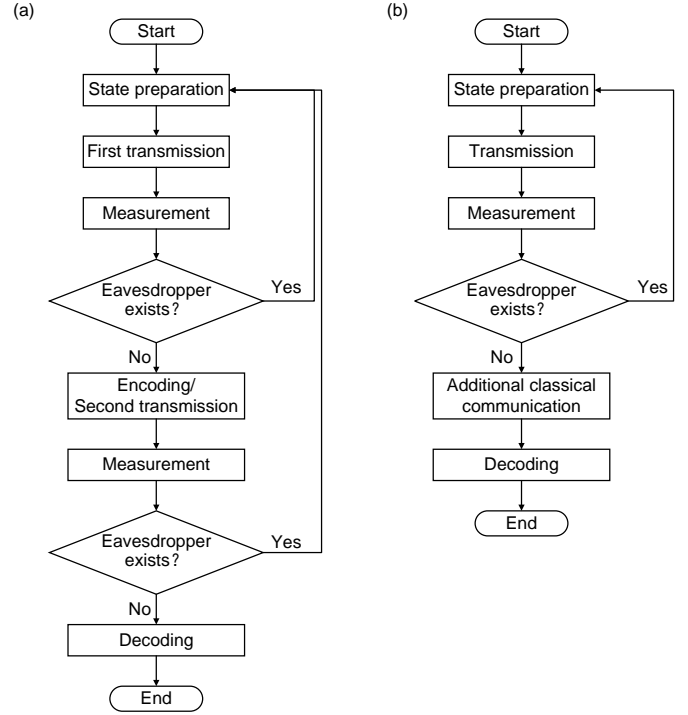 (a)
Start
State preparation
First transmission
Measurement
Eavesdropper
exists?
Yes
No
Encoding/
Second transmission
Measurement
Eavesdropper
exists?
Yes
No
Decoding
End
(b)
Start
State preparation
Transmission
Measurement
Eavesdropper
exists?
Yes
No
Additional classical
communication
Decoding
End